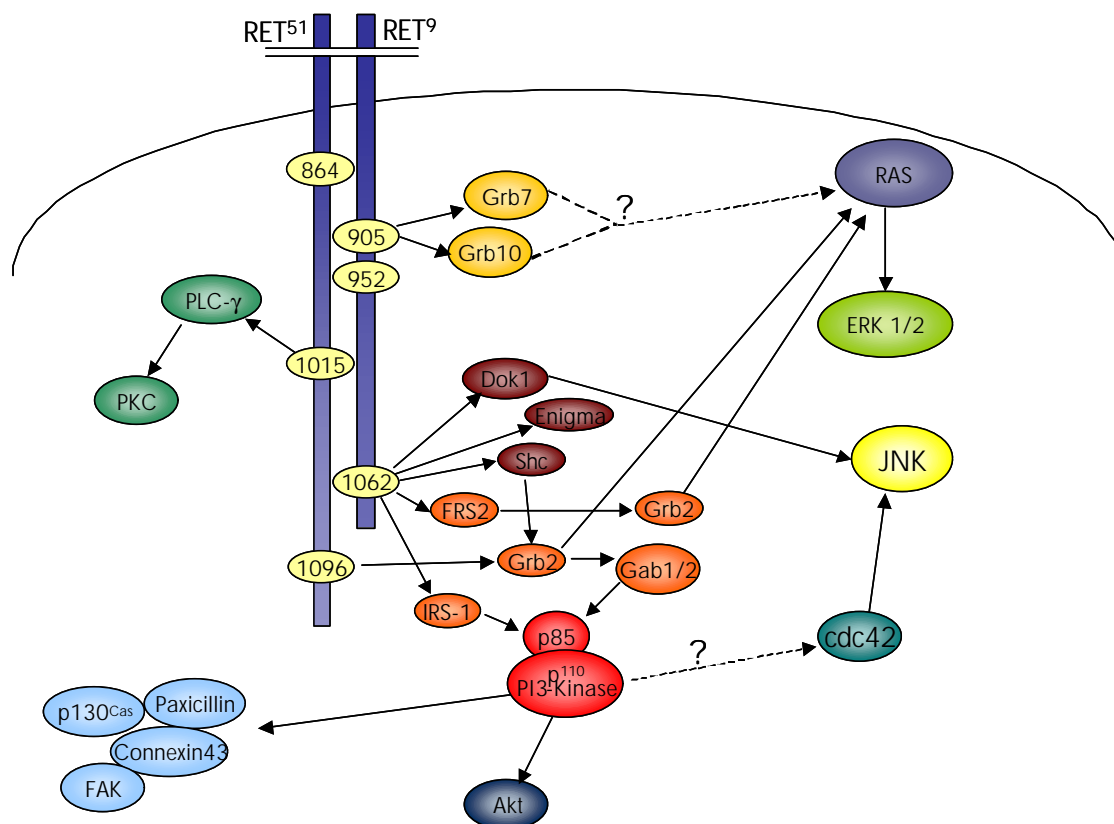 RET51 RET9
864
RAS
Grb7
?
905
Grb10
952
PLC-γ
ERK 1/2
1015
Dok1
PKC
Enigma
Shc
JNK
1062
FRS2
Grb2
Grb2
1096
Gab1/2
IRS-1
p85
cdc42
?
p110
PI3-Kinase
p130Cas
Paxicillin
Connexin43
FAK
Akt